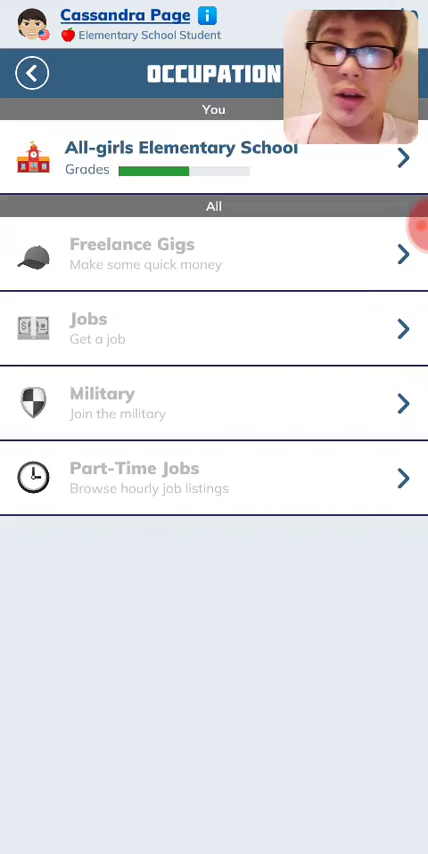 Cassandra Page
Elementary School Student
OCCUPATION
You
All-girls Elementary School
Grades
All
Freelance Gigs
Make some quick money
Jobs
Get a job
Military
Join the military
Part-Time Jobs
Browse hourly job listings